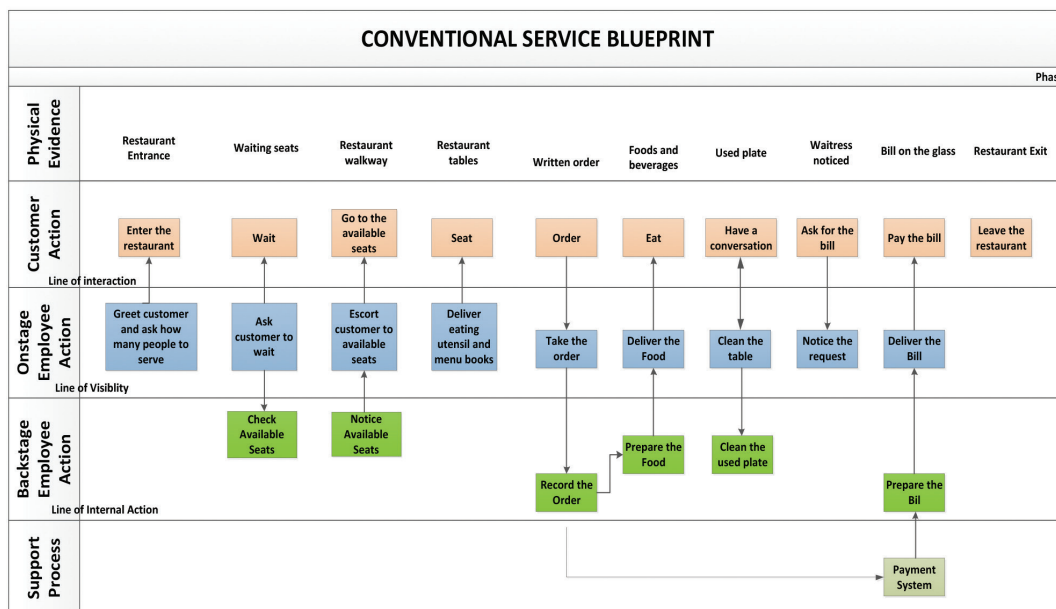 CONVENTIONAL SERVICE BLUEPRINT
Phas
Physical
Evidence
Restaurant
Entrance
Waiting seats
Restaurant
walkway
Restaurant
tables
Written order
Foods and
beverages
Used plate
Waitress
noticed
Bill on the glass
Restaurant Exit
Customer
Action
Enter the
restaurant
Wait
Go to the
available
seats
Seat
Order
Eat
Have a
conversation
Ask for the
bill
Pay the bill
Leave the
restaurant
Line of interaction
Onstage
Employee
Action
Greet customer
and ask how
many people to
serve
Ask
customer to
wait
Escort
customer to
available
seats
Deliver
eating
utensil and
menu books
Take the
order
Deliver the
Food
Clean the
table
Notice the
request
Deliver the
Bill
Line of Visiblity
Backstage
Employee
Action
Check
Available
Seats
Notice
Available
Seats
Record the
Order
Prepare the
Food
Clean the
used plate
Prepare the
Bil
Line of Internal Action
Support
Process
Payment
System